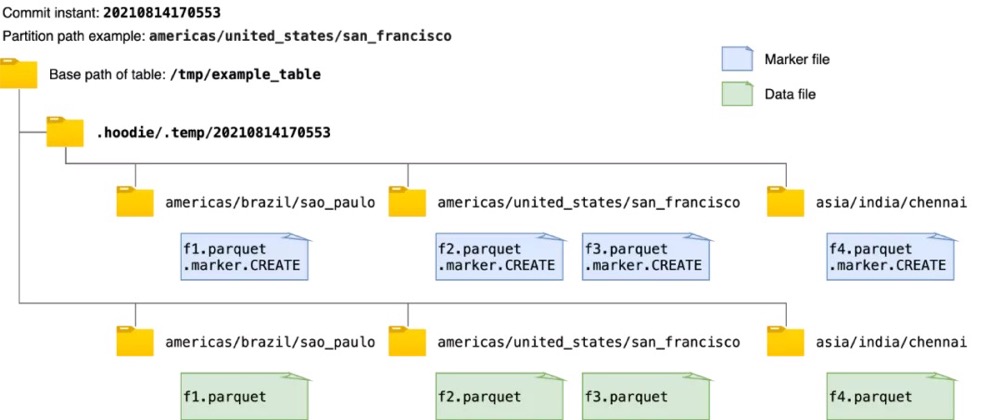 Commit instant: 20210814170553
Partition path example: americas/united_states/san_francisco
Marker file
Base path of table: /tmp/example_table
Data file
.hoodie/.temp/20210814170553
americas/brazil/sao_paulo
americas/united_states/san_francisco
asia/india/chennai
f1.parquet
.marker.CREATE
f2.parquet
.marker.CREATE
f3.parquet
.marker.CREATE
f4.parquet
.marker.CREATE
americas/brazil/sao_paulo
americas/united_states/san_francisco
asia/india/chennai
f1.parquet
f2.parquet
f3.parquet
f4.parquet